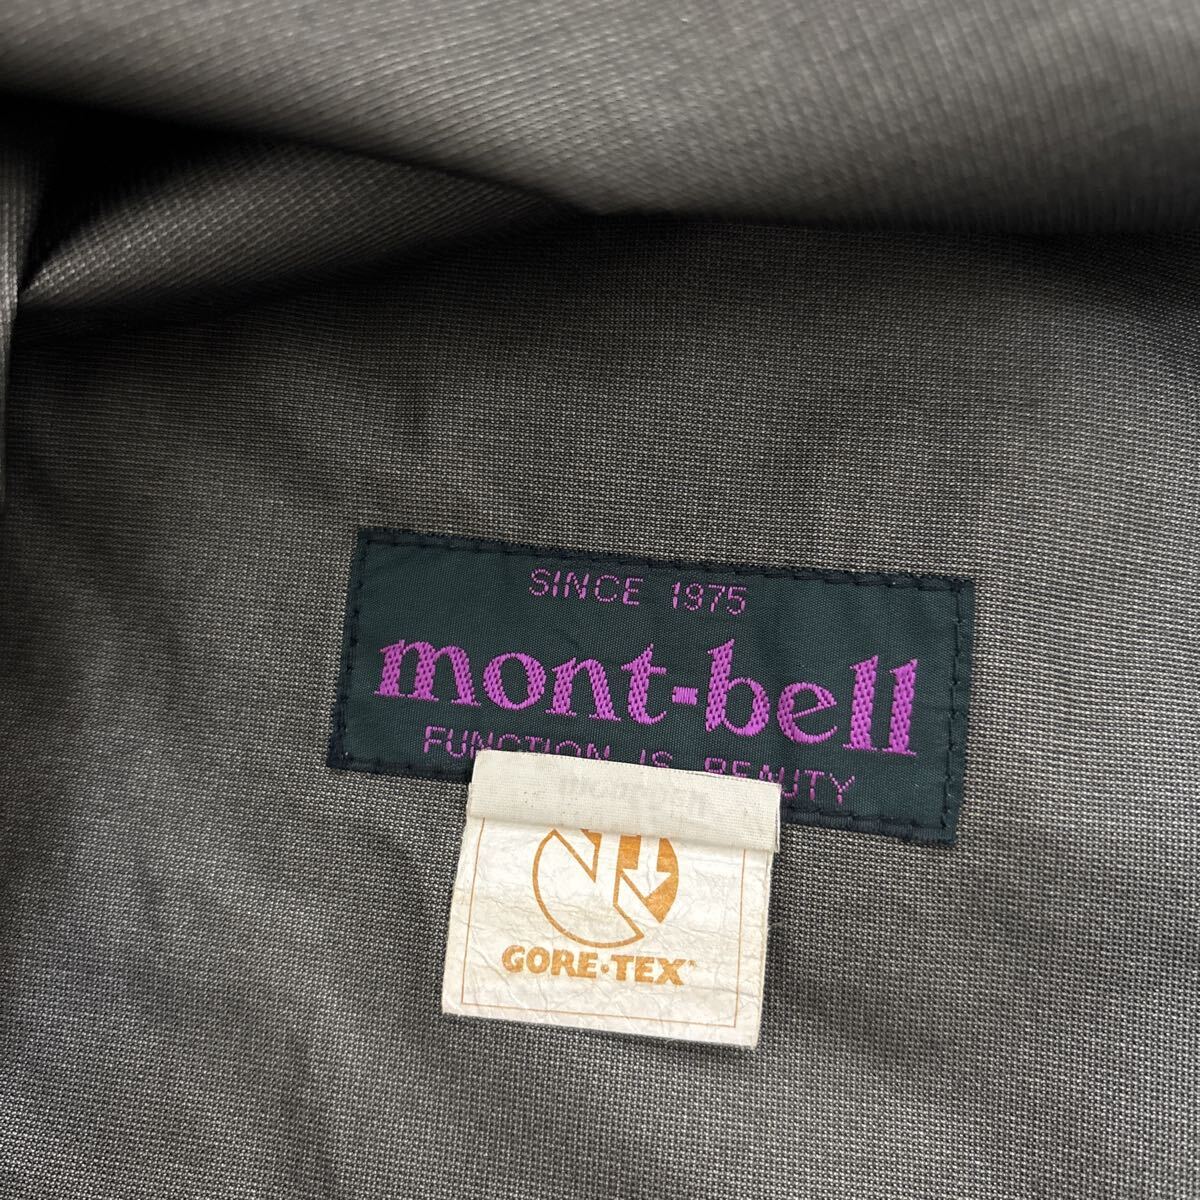 SINCE 1975
mont-bell
FUNCTION IS BEAUTY
GORE-TEX